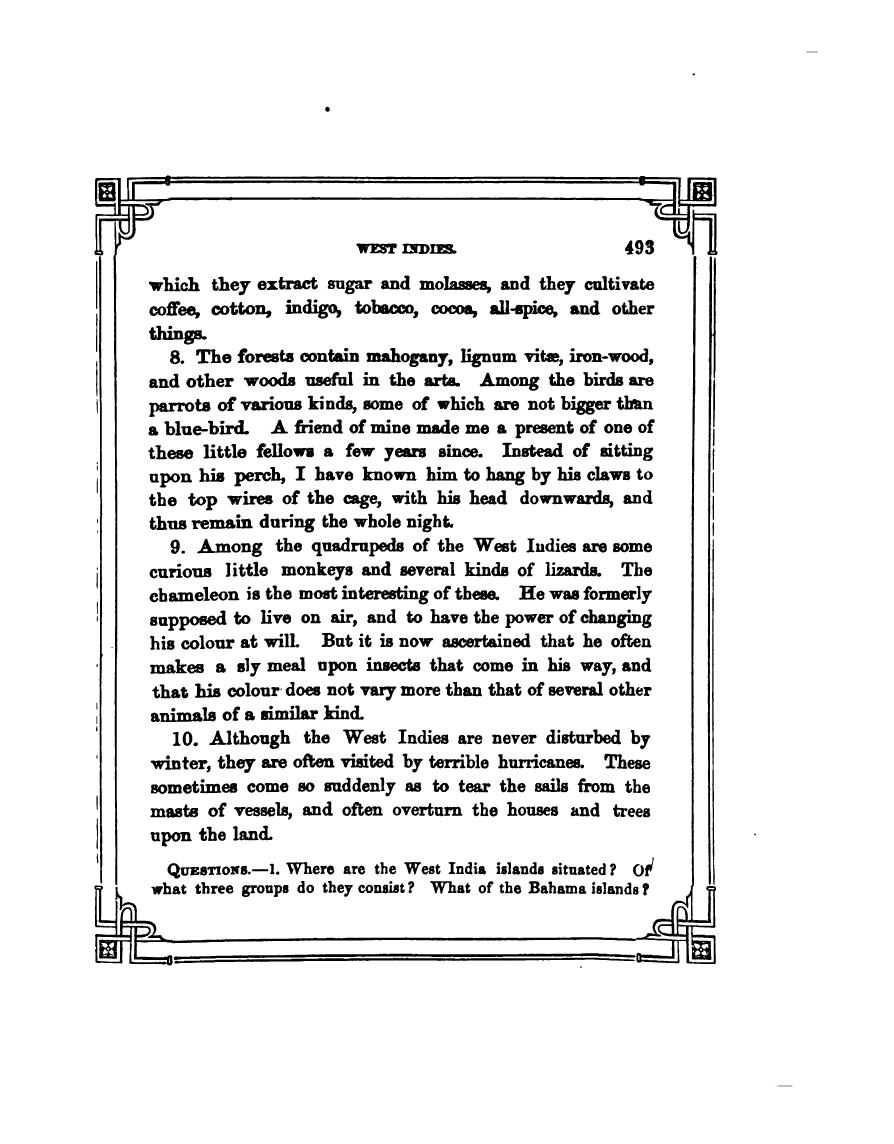 WEST INDIES. 493
which they extract sugar and molasses, and they cultivate
coffee, cotton, indigo, tobacco, cocoa, all-spice, and other
things.
8. The forests contain mahogany, lignum vitæ, iron-wood,
and other woods useful in the arts. Among the birds are
parrots of various kinds, some of which are not bigger than
a blue-bird. A friend of mine made me a present of one of
these little fellows a few years since. Instead of sitting
upon his perch, I have known him to hang by his claws to
the top wires of the cage, with his head downwards, and
thus remain during the whole night.
9. Among the quadrupeds of the West Indies are some
curious little monkeys and several kinds of lizards. The
chameleon is the most interesting of these. He was formerly
supposed to live on air, and to have the power of changing
his colour at will. But it is now ascertained that he often
makes a sly meal upon insects that come in his way, and
that his colour does not vary more than that of several other
animals of a similar kind.
10. Although the West Indies are never disturbed by
winter, they are often visited by terrible hurricanes. These
sometimes come so suddenly as to tear the sails from the
masts of vessels, and often overturn the houses and trees
upon the land.
QUESTIONS.—1. Where are the West India islands situated? Of
what three groups do they consist? What of the Bahama islands?